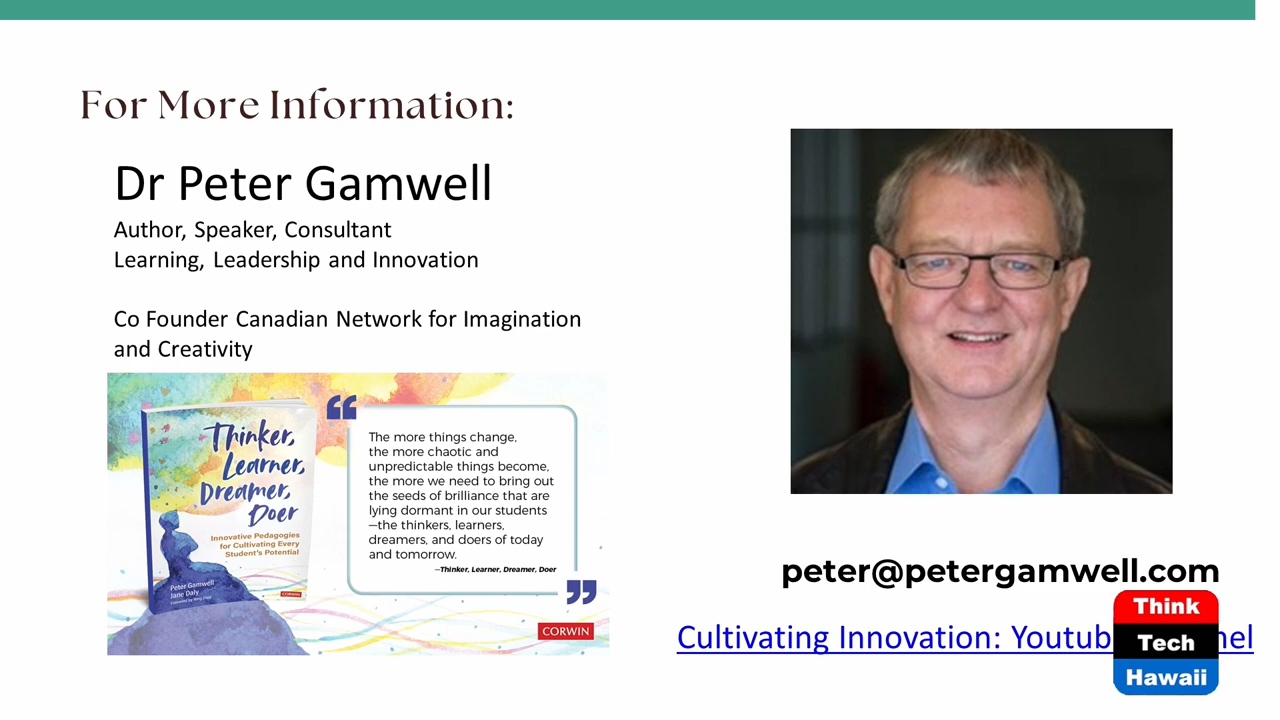 For More Information:
Dr Peter Gamwell
Author, Speaker, Consultant
Learning, Leadership and Innovation
Co Founder Canadian Network for Imagination
and Creativity
Thinker,
Learner,
Dreamer,
Doer
Innovative Pedagogies
for Cultivating Every
Student's Potential
Peter Gamwell
Jane Daly
CORWIN
The more things change,
the more chaotic and
unpredictable things become,
the more we need to bring out
the seeds of brilliance that are
lying dormant in our students
—the thinkers, learners,
dreamers, and doers of today
and tomorrow.
—Thinker, Learner, Dreamer, Doer
CORWIN
peter@petergamwell.com
Cultivating Innovation:
Think
Tech
Hawaii